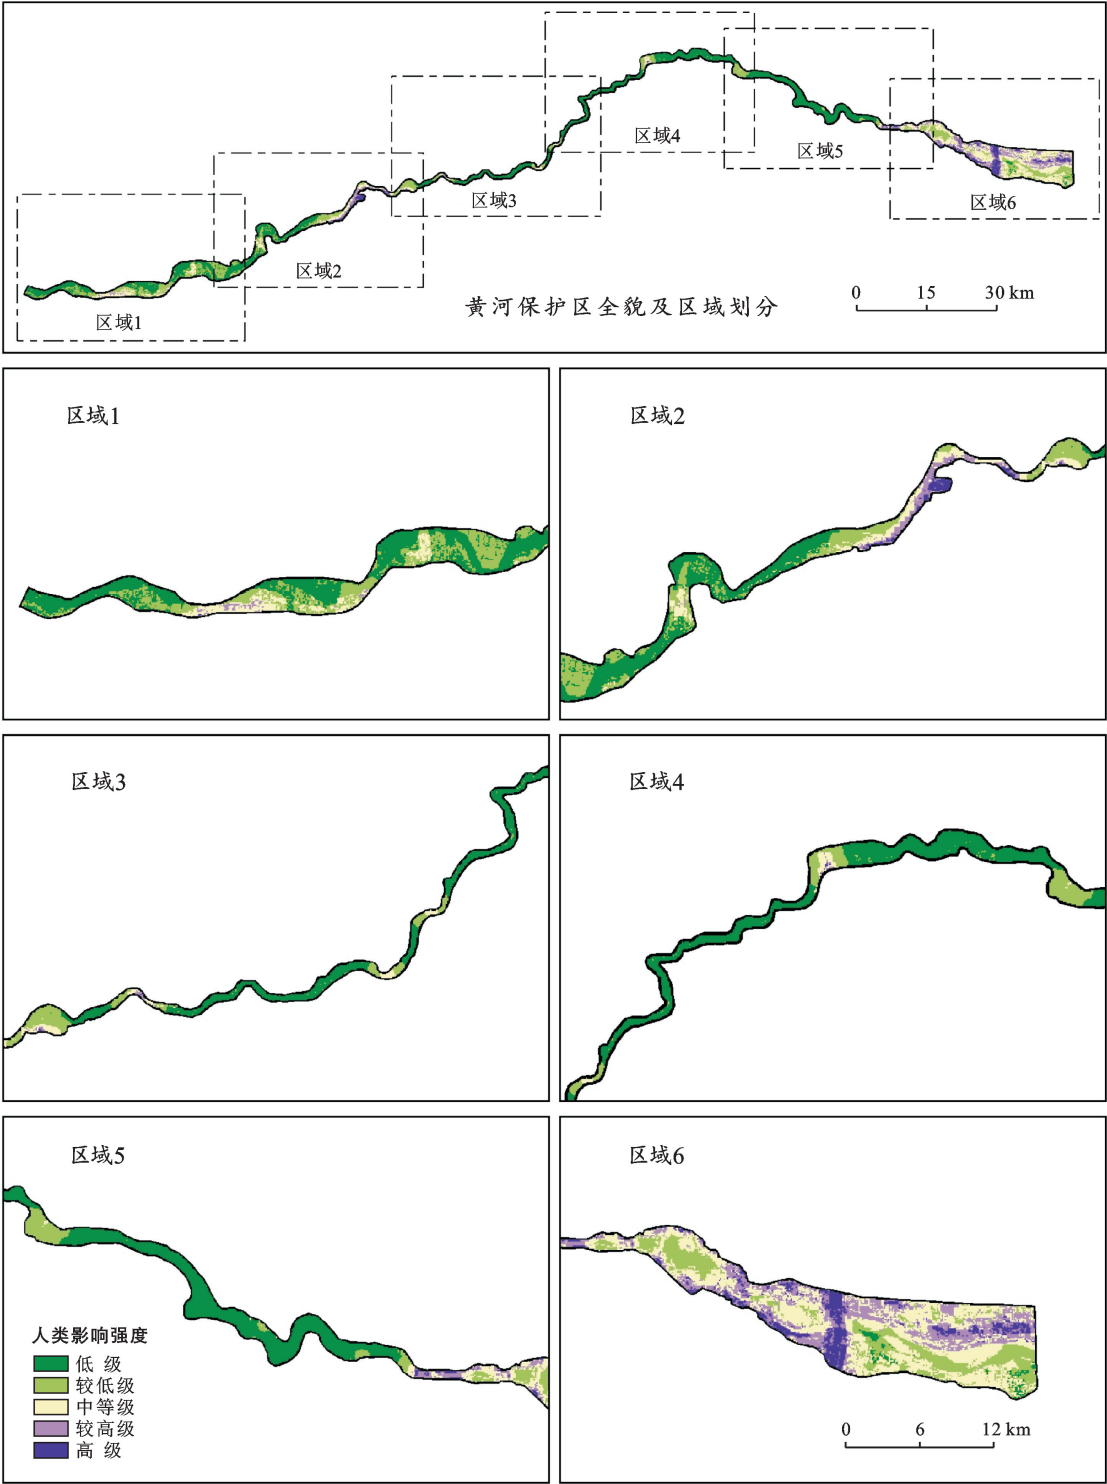 区域1
区域2
区域3
区域4
区域5
区域6
黄河保护区全貌及区域划分
0 15 30 km
区域1
区域2
区域3
区域4
区域5
区域6
人类影响强度
低 级
较低级
中等级
较高级
高 级
0 6 12 km